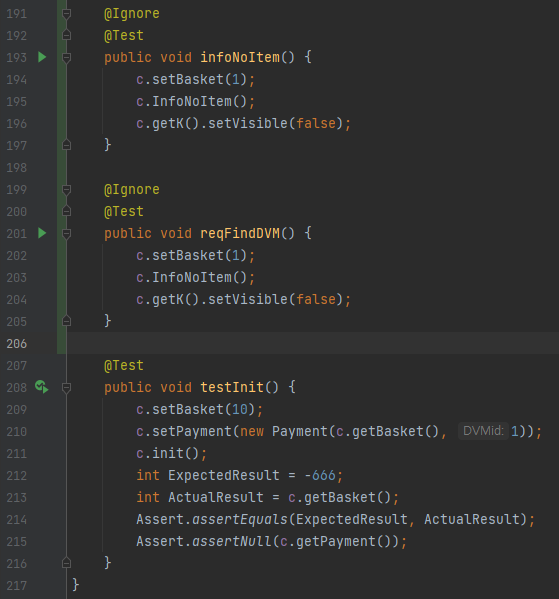 191 @Ignore
192 @Test
193 public void infoNoItem() {
194 c.setBasket(1);
195 c.InfoNoItem();
196 c.getK().setVisible(false);
197 }
198
199 @Ignore
200 @Test
201 public void reqFindDVM() {
202 c.setBasket(1);
203 c.InfoNoItem();
204 c.getK().setVisible(false);
205 }
206
207 @Test
208 public void testInit() {
209 c.setBasket(10);
210 c.setPayment(new Payment(c.getBasket(), DVMid: 1));
211 c.init();
212 int ExpectedResult = -666;
213 int ActualResult = c.getBasket();
214 Assert.assertEquals(ExpectedResult, ActualResult);
215 Assert.assertNull(c.getPayment());
216 }
217 }